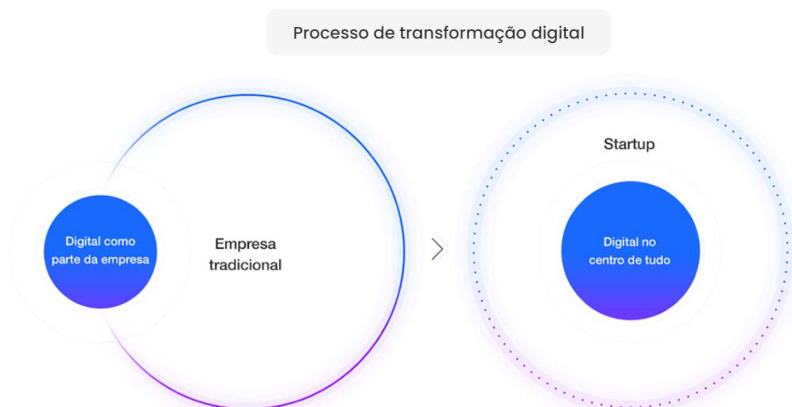 Processo de transformação digital
Digital como
parte da empresa
Empresa
tradicional
Startup
Digital no
centro de tudo